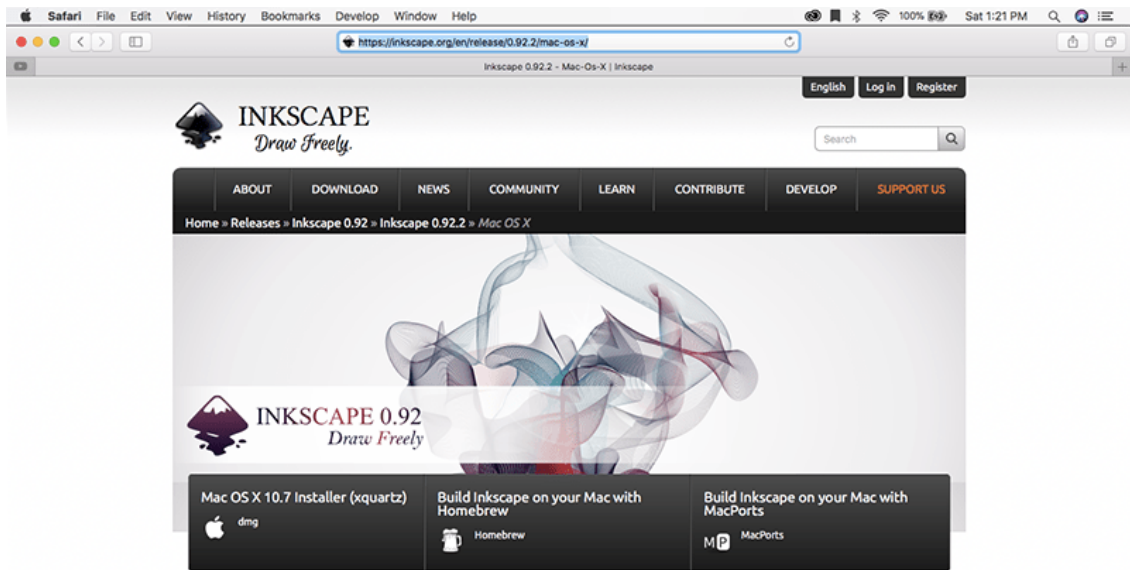 Safari File Edit View History Bookmarks Develop Window Help 100% Sat 1:21 PM
https://inkscape.org/en/release/0.92.2/mac-os-x/
Inkscape 0.92.2 - Mac-Os-X | Inkscape
English Log in Register
INKSCAPE
Draw Freely.
Search
ABOUT DOWNLOAD NEWS COMMUNITY LEARN CONTRIBUTE DEVELOP SUPPORT US
Home » Releases » Inkscape 0.92 » Inkscape 0.92.2 » Mac OS X
INKSCAPE 0.92
Draw Freely
Mac OS X 10.7 Installer (xquartz)
dmg
Build Inkscape on your Mac with
Homebrew
Homebrew
Build Inkscape on your Mac with
MacPorts
MP MacPorts